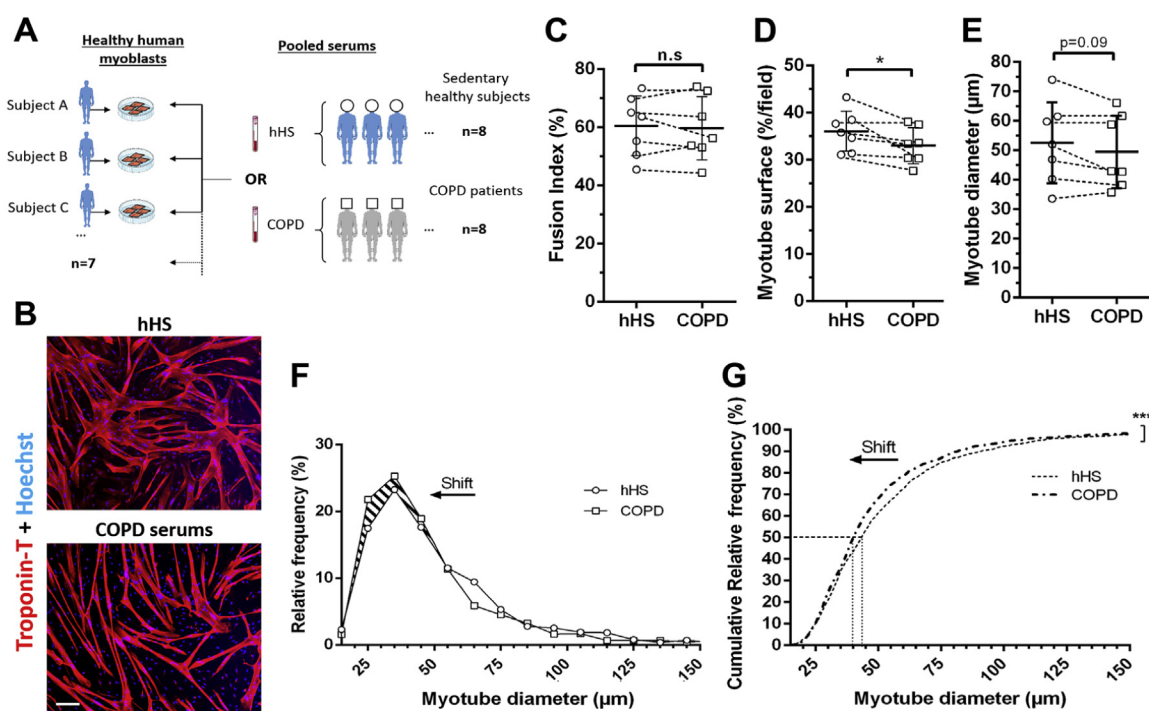 A
Healthy human
myoblasts
Subject A
Subject B
Subject C
...
n=7
OR
Pooled serums
hHS
Sedentary
healthy subjects
... n=8
COPD patients
COPD
... n=8
B
hHS
COPD serums
Troponin-T + Hoechst
C
n.s
Fusion Index (%)
80
60
40
20
0
hHS COPD
D
*
Myotube surface (%/field)
50
40
30
20
10
0
hHS COPD
E
p=0.09
Myotube diameter (µm)
80
70
60
50
40
30
20
10
0
hHS COPD
F
Relative frequency (%)
30
20
10
0
Shift
hHS
COPD
25 50 75 100 125 150
Myotube diameter (µm)
G
Cumulative Relative frequency (%)
100
90
80
70
60
50
40
30
20
10
0
Shift
***
hHS
COPD
25 50 75 100 125 150
Myotube diameter (µm)